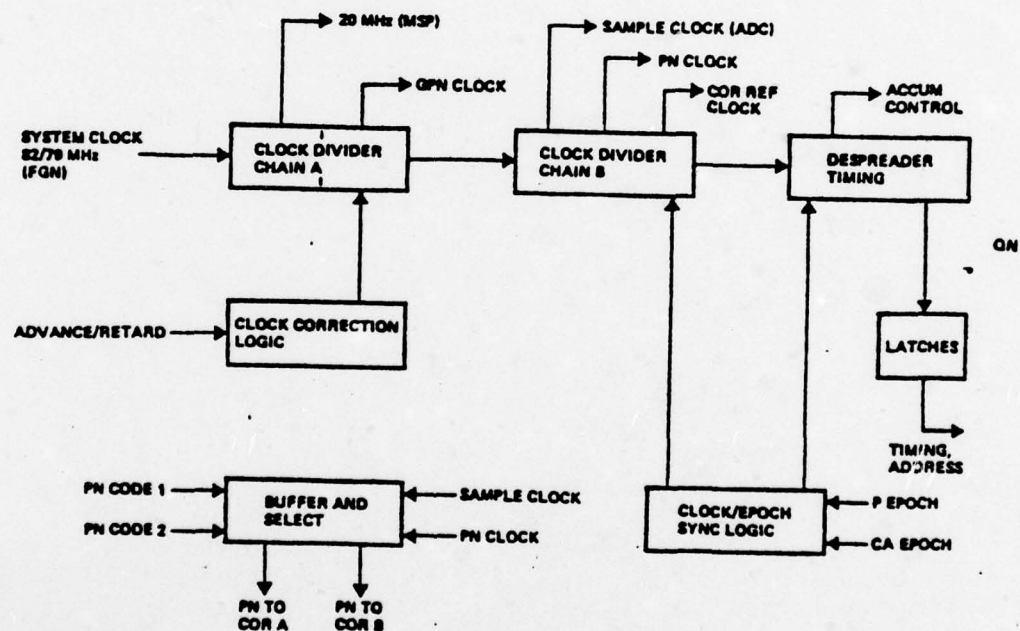 20 MHz (MSP)
GPN CLOCK
SAMPLE CLOCK (ADC)
PN CLOCK
COR REF
CLOCK
ACCUM
CONTROL
SYSTEM CLOCK
82/79 MHz
(FGN)
CLOCK DIVIDER
CHAIN A
CLOCK DIVIDER
CHAIN B
DESPREADER
TIMING
ON
ADVANCE/RETARD
CLOCK CORRECTION
LOGIC
LATCHES
TIMING,
ADDRESS
PN CODE 1
PN CODE 2
BUFFER AND
SELECT
SAMPLE CLOCK
PN CLOCK
CLOCK/EPOCH
SYNC LOGIC
P EPOCH
CA EPOCH
PN TO
COR A
PN TO
COR B